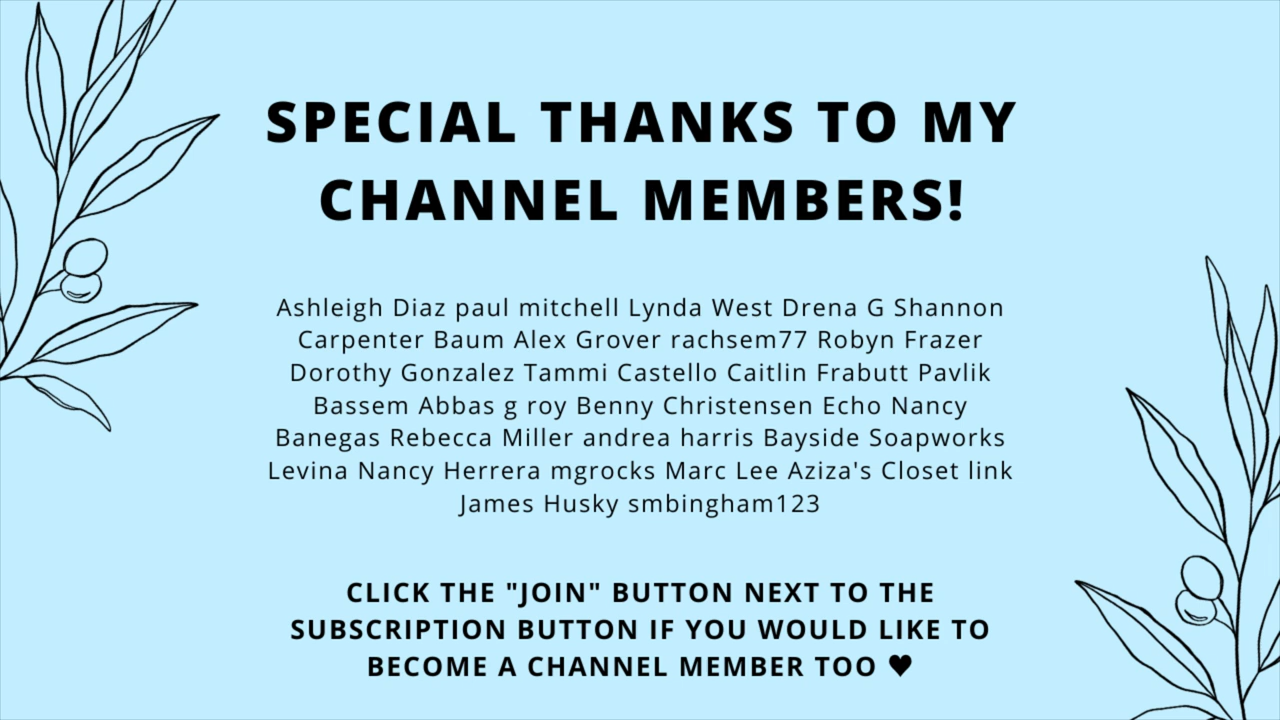 SPECIAL THANKS TO MY
CHANNEL MEMBERS!
Ashleigh Diaz paul mitchell Lynda West Drena G Shannon
Carpenter Baum Alex Grover rachsem77 Robyn Frazer
Dorothy Gonzalez Tammi Castello Caitlin Frabutt Pavlik
Bassem Abbas g roy Benny Christensen Echo Nancy
Banegas Rebecca Miller andrea harris Bayside Soapworks
Levina Nancy Herrera mgrocks Marc Lee Aziza's Closet link
James Husky smbingham123
CLICK THE "JOIN" BUTTON NEXT TO THE
SUBSCRIPTION BUTTON IF YOU WOULD LIKE TO
BECOME A CHANNEL MEMBER TOO ♥